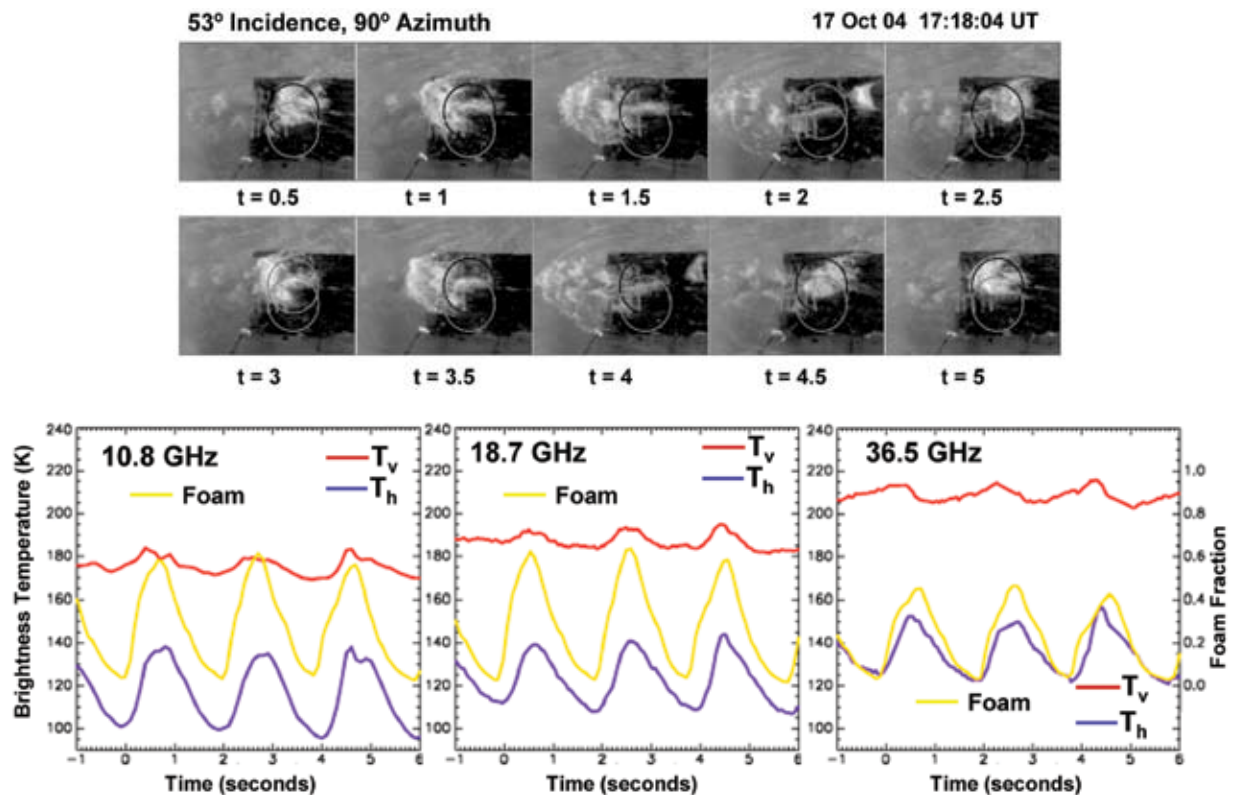 53º Incidence, 90º Azimuth 17 Oct 04 17:18:04 UT
t = 0.5 t = 1 t = 1.5 t = 2 t = 2.5
t = 3 t = 3.5 t = 4 t = 4.5 t = 5
Brightness Temperature (K)
240
220
200
180
160
140
120
100
10.8 GHz
Tv
Th
Foam
-1 0 1 2 3 4 5 6
Time (seconds)
240
220
200
180
160
140
120
100
18.7 GHz
Tv
Th
Foam
-1 0 1 2 3 4 5 6
Time (seconds)
240
220
200
180
160
140
120
100
36.5 GHz
Foam
Tv
Th
-1 0 1 2 3 4 5 6
Time (seconds)
1.0
0.8
0.6
0.4
0.2
0.0
Foam Fraction